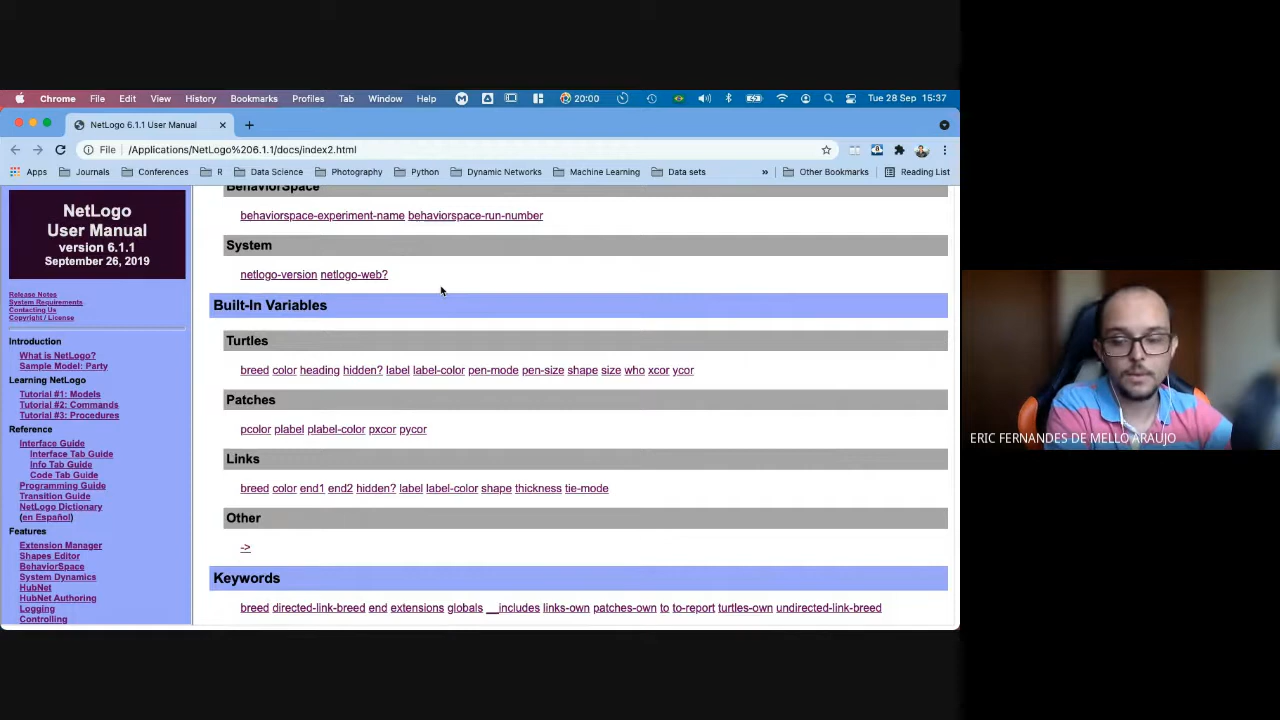 Chrome File Edit View History Bookmarks Profiles Tab Window Help 20:00 Tue 28 Sep 15:37
NetLogo 6.1.1 User Manual
File /Applications/NetLogo%206.1.1/docs/index2.html
Apps Journals Conferences R Data Science Photography Python Dynamic Networks Machine Learning Data sets » Other Bookmarks Reading List
NetLogo
User Manual
version 6.1.1
September 26, 2019
Release Notes
System Requirements
Contacting Us
Copyright / License
Introduction
What is NetLogo?
Sample Model: Party
Learning NetLogo
Tutorial #1: Models
Tutorial #2: Commands
Tutorial #3: Procedures
Reference
Interface Guide
Interface Tab Guide
Info Tab Guide
Code Tab Guide
Programming Guide
Transition Guide
NetLogo Dictionary
(en Español)
Features
Extension Manager
Shapes Editor
BehaviorSpace
System Dynamics
HubNet
HubNet Authoring
Logging
Controlling
BehaviorSpace
behaviorspace-experiment-name behaviorspace-run-number
System
netlogo-version netlogo-web?
Built-In Variables
Turtles
breed color heading hidden? label label-color pen-mode pen-size shape size who xcor ycor
Patches
pcolor plabel plabel-color pxcor pycor
Links
breed color end1 end2 hidden? label label-color shape thickness tie-mode
Other
->
Keywords
breed directed-link-breed end extensions globals __includes links-own patches-own to to-report turtles-own undirected-link-breed
ERIC FERNANDES DE MELLO ARAUJO